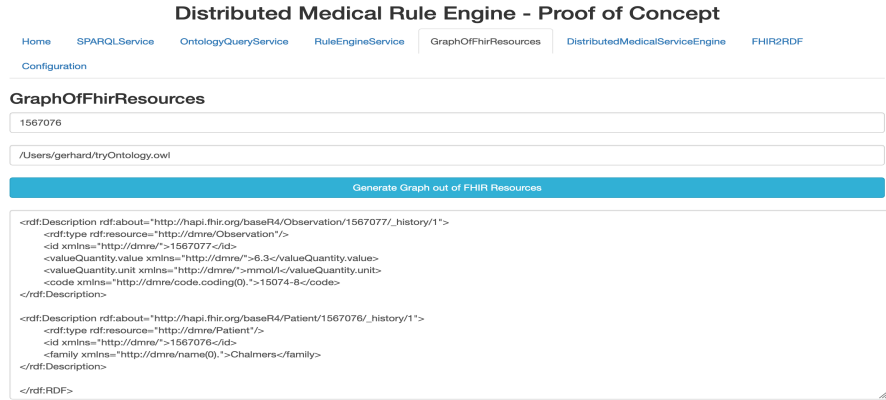 Distributed Medical Rule Engine - Proof of Concept
Home SPARQLService OntologyQueryService RuleEngineService GraphOfFhirResources DistributedMedicalServiceEngine FHIR2RDF
Configuration
GraphOfFhirResources
1567076
/Users/gerhard/tryOntology.owl
Generate Graph out of FHIR Resources
<rdf:Description rdf:about="http://hapi.fhir.org/baseR4/Observation/1567077/_history/1">
<rdf:type rdf:resource="http://dmre/Observation"/>
<id xmlns="http://dmre/">1567077</id>
<valueQuantity.value xmlns="http://dmre/">6.3</valueQuantity.value>
<valueQuantity.unit xmlns="http://dmre/">mmol/l</valueQuantity.unit>
<code xmlns="http://dmre/code.coding(0).">15074-8</code>
</rdf:Description>
<rdf:Description rdf:about="http://hapi.fhir.org/baseR4/Patient/1567076/_history/1">
<rdf:type rdf:resource="http://dmre/Patient"/>
<id xmlns="http://dmre/">1567076</id>
<family xmlns="http://dmre/name(0).">Chalmers</family>
</rdf:Description>
</rdf:RDF>